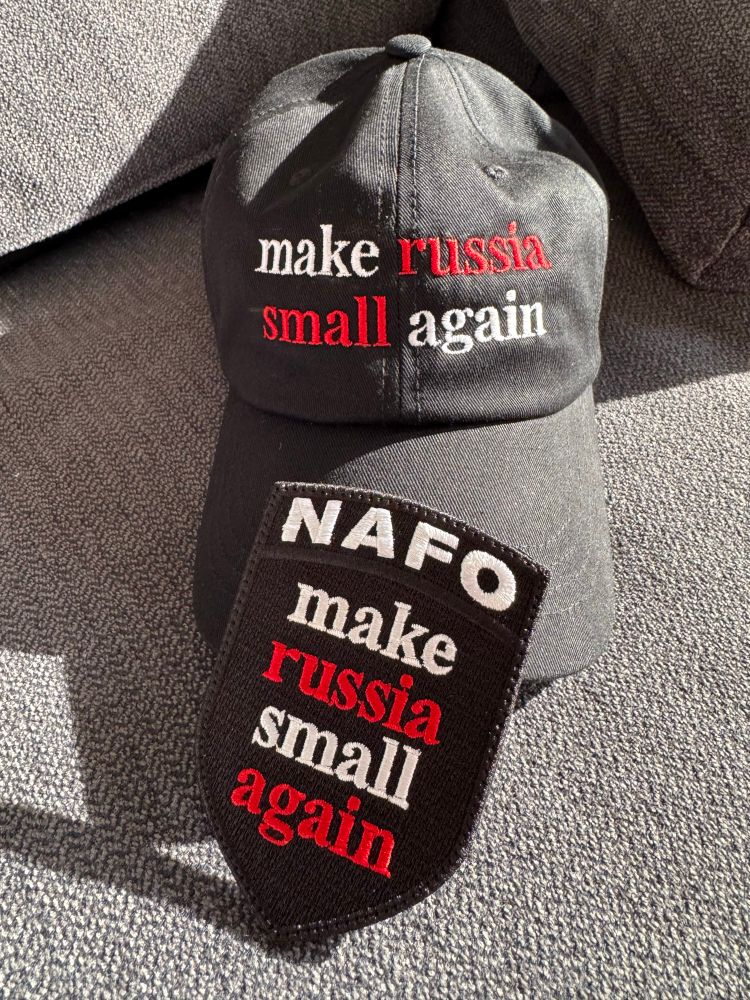 make russia
small again
NAFO
make
russia
small
again